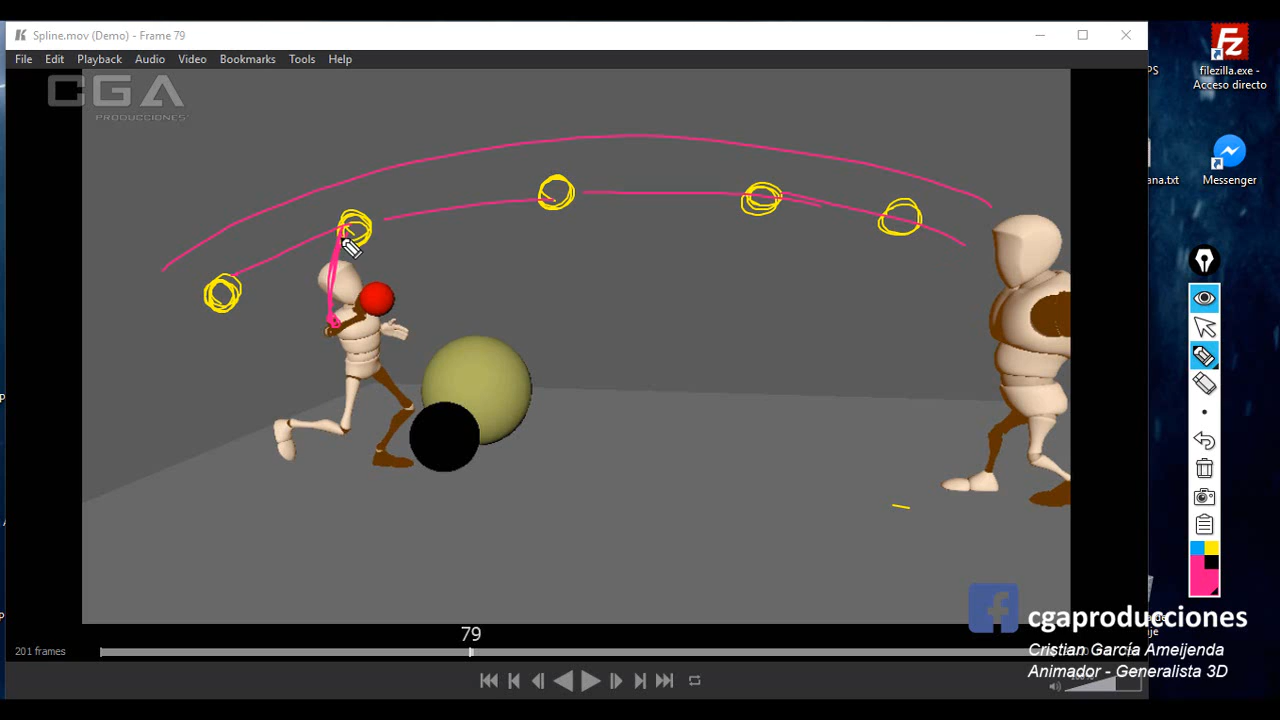 Spline.mov (Demo) - Frame 79
File Edit Playback Audio Video Bookmarks Tools Help
CGA
PRODUCCIONES
PS
filezilla.exe -
Acceso directo
ana.txt
Messenger
79
201 frames
cgaproducciones
Cristian García Ameijenda
Animador - Generalista 3D